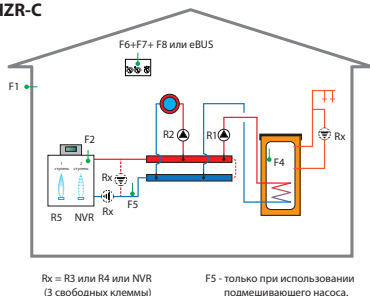 HZR-C
F6+F7+ F8 или eBUS
F1
F2
R2
R1
Rx
F4
1 2
ступень ступень
Rx
F5
R5 NVR
Rx
Rx = R3 или R4 или NVR
(3 свободных клеммы)
F5 - только при использовании
подмешивающего насоса.